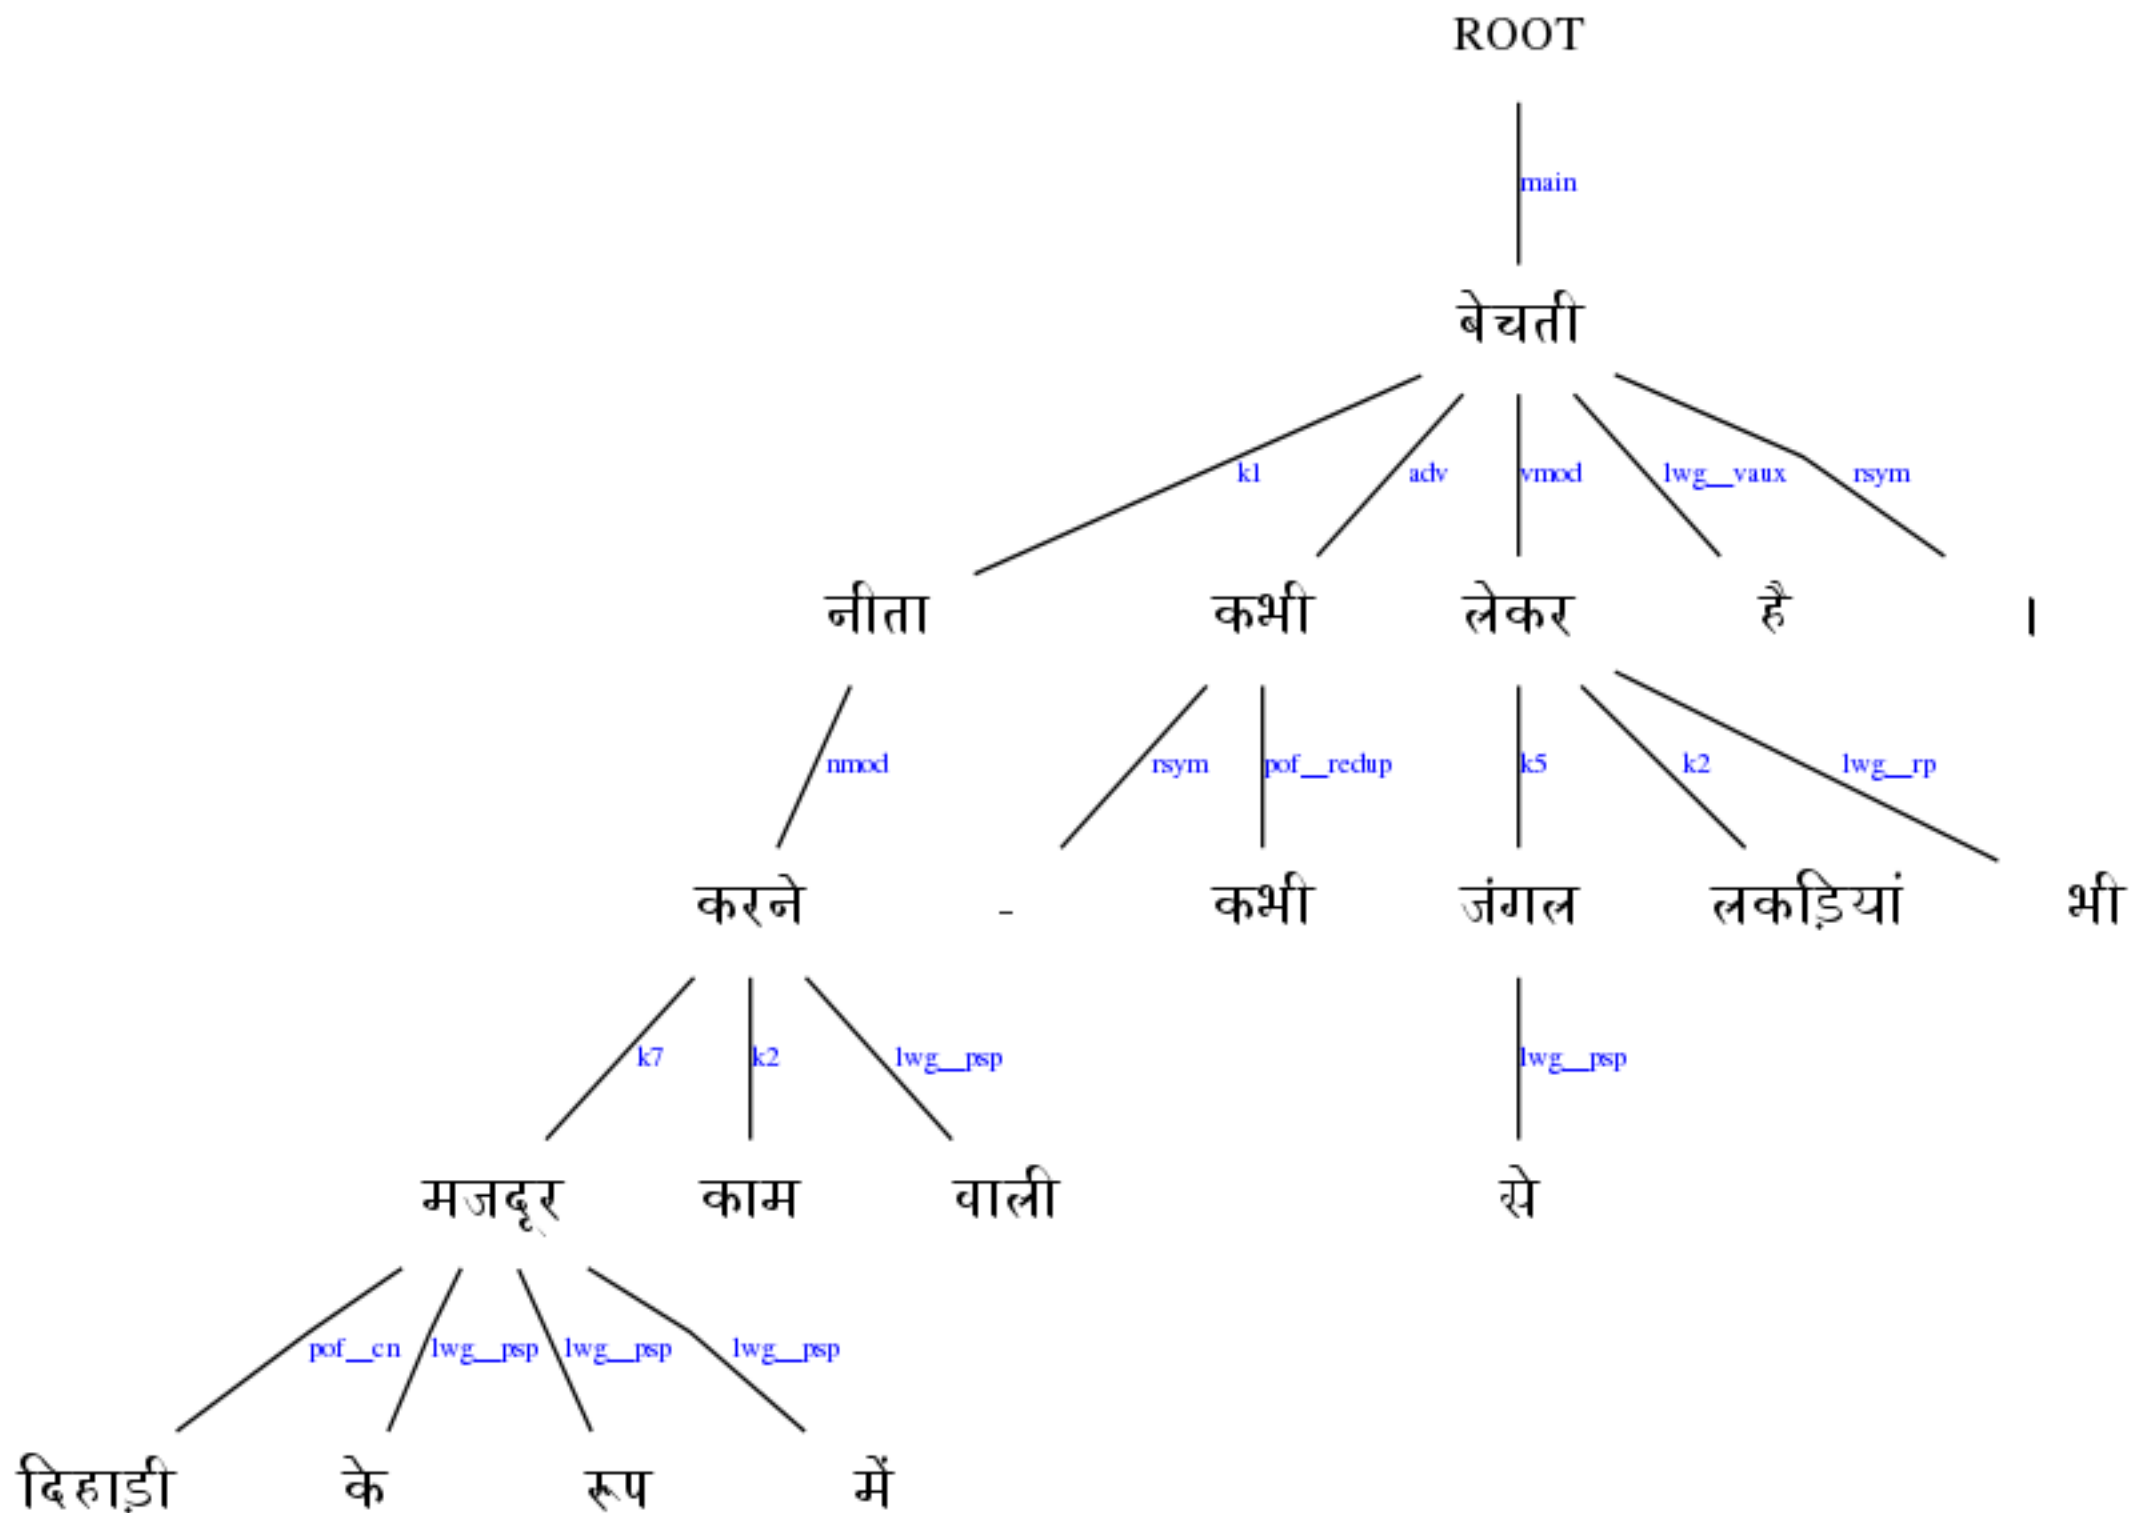 ROOT
main
बेचती
k1 adv vmod lwg__vaux rsym
नीता कभी लेकर है ।
nmod rsym pof__redup k5 k2 lwg__rp
करने - कभी जंगल लकड़ियां भी
k7 k2 lwg__psp lwg__psp
मजदूर काम वाली से
pof__cn lwg__psp lwg__psp lwg__psp
दिहाड़ी के रूप में